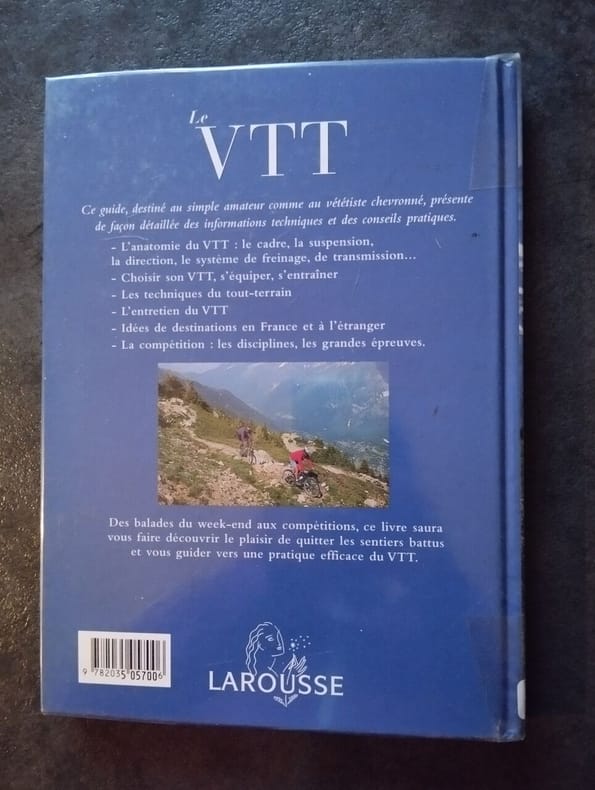 Le
VTT
Ce guide, destiné au simple amateur comme au vététiste chevronné, présente
de façon détaillée des informations techniques et des conseils pratiques.
- L'anatomie du VTT : le cadre, la suspension,
la direction, le système de freinage, de transmission...
- Choisir son VTT, s'équiper, s'entraîner
- Les techniques du tout-terrain
- L'entretien du VTT
- Idées de destinations en France et à l'étranger
- La compétition : les disciplines, les grandes épreuves.
Des balades du week-end aux compétitions, ce livre saura
vous faire découvrir le plaisir de quitter les sentiers battus
et vous guider vers une pratique efficace du VTT.
9 782035 057006
LAROUSSE